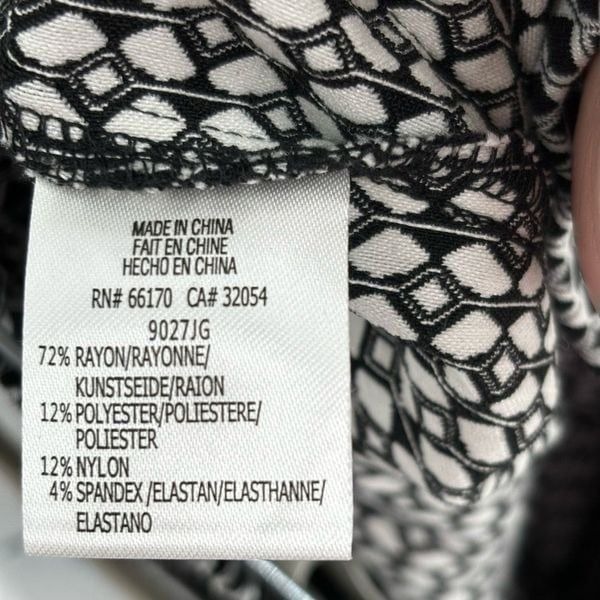 MADE IN CHINA
FAIT EN CHINE
HECHO EN CHINA
RN# 66170 CA# 32054
9027JG
72% RAYON/RAYONNE/
KUNSTSEIDE/RAION
12% POLYESTER/POLIESTERE/
POLIESTER
12% NYLON
4% SPANDEX/ELASTAN/ELASTHANNE/
ELASTANO